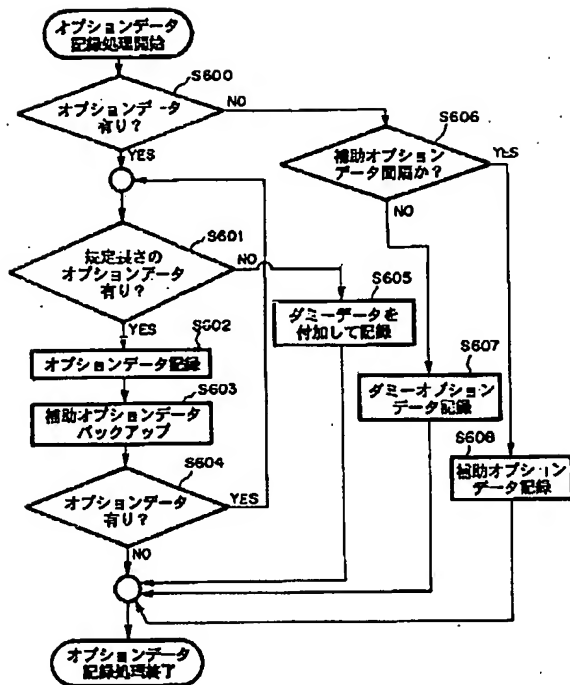 オプションデータ
記録処理開始
S600
オプションデータ
有り？
NO
YES
S606
補助オプション
データ間隔か？
YES
NO
S601
規定長さの
オプションデータ
有り？
NO
YES
S605
ダミーデータを
付加して記録
S602
オプションデータ記録
S603
補助オプションデータ
バックアップ
S607
ダミーオプション
データ記録
S604
オプションデータ
有り？
YES
NO
S608
補助オプション
データ記録
オプションデータ
記録処理終了